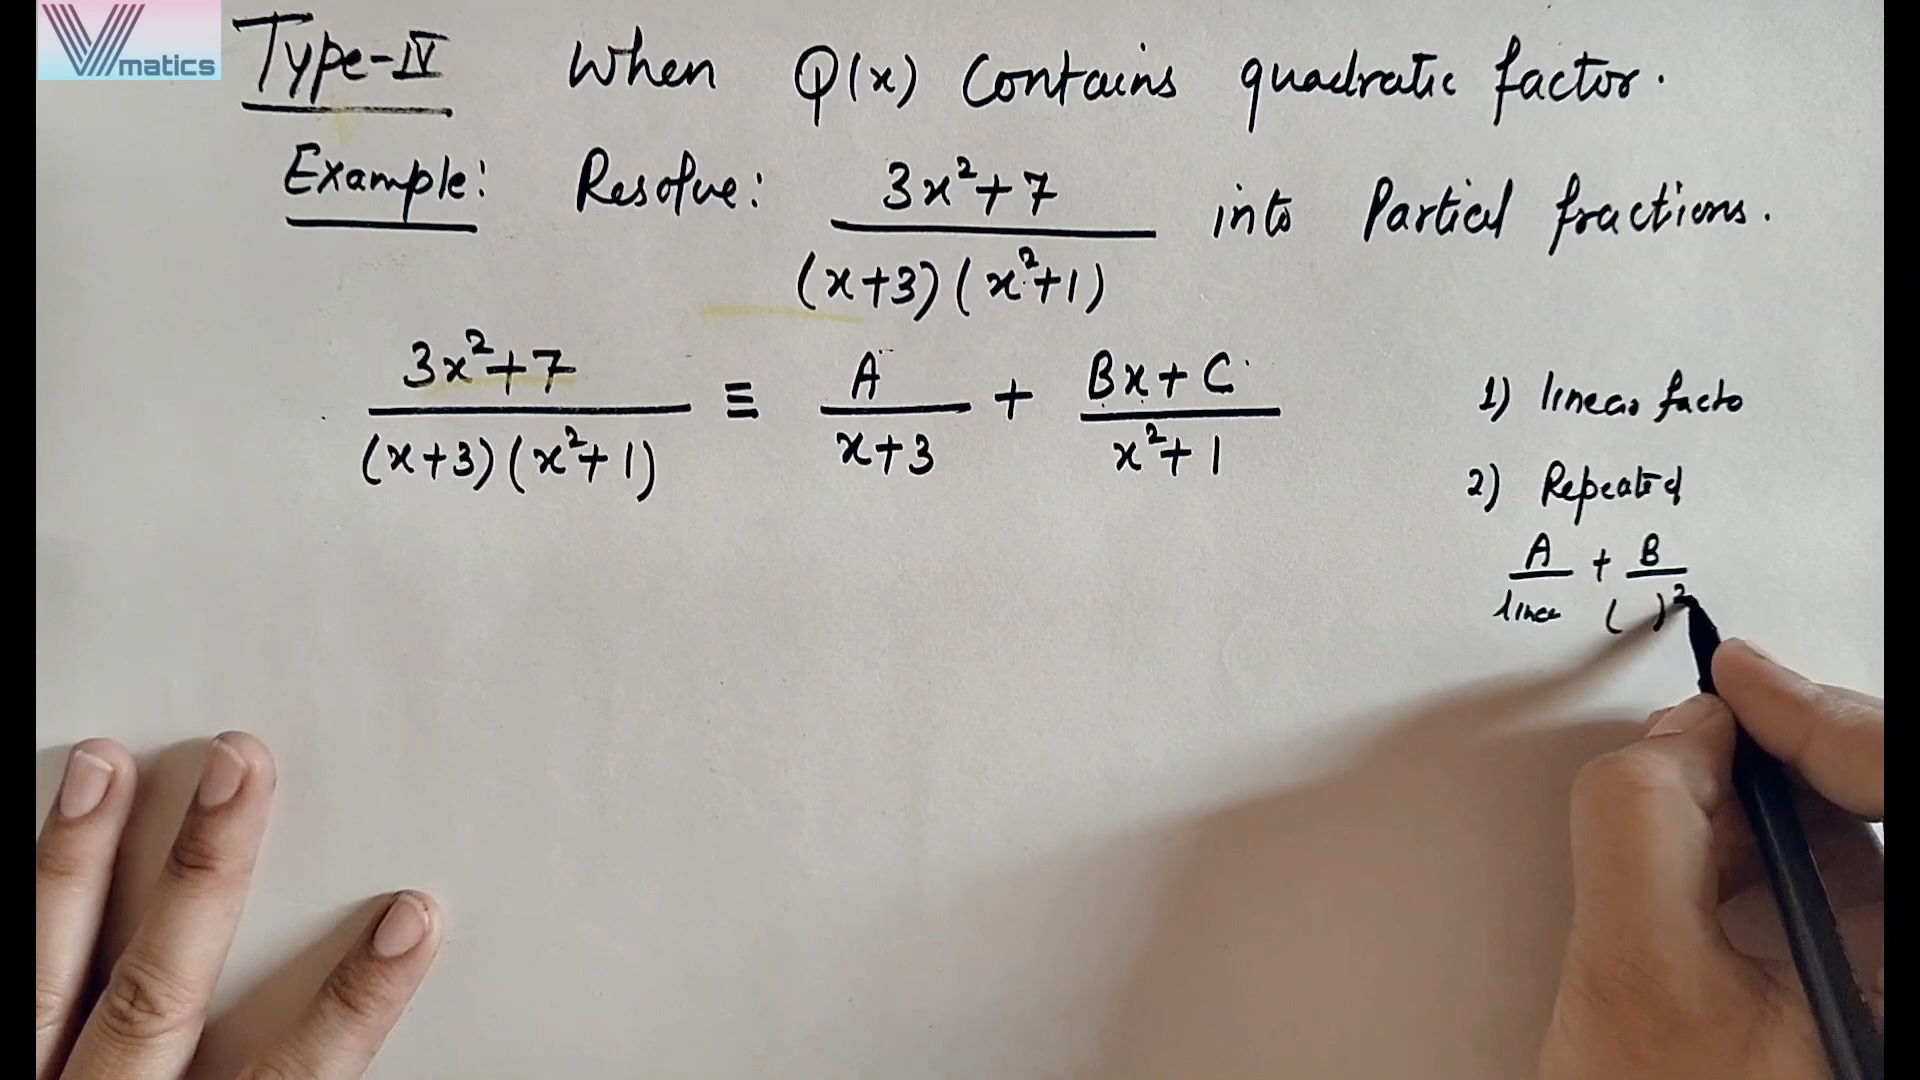 Vmatics
Type-IV When Q(x) Contains quadratic factor.
Example: Resolve: 3x²+7 / (x+3)(x²+1) into Partial fractions.
3x²+7 / (x+3)(x²+1) ≡ A / x+3 + Bx+C / x²+1
1) linear facto
2) Repeated
A / linea + B / ( )²